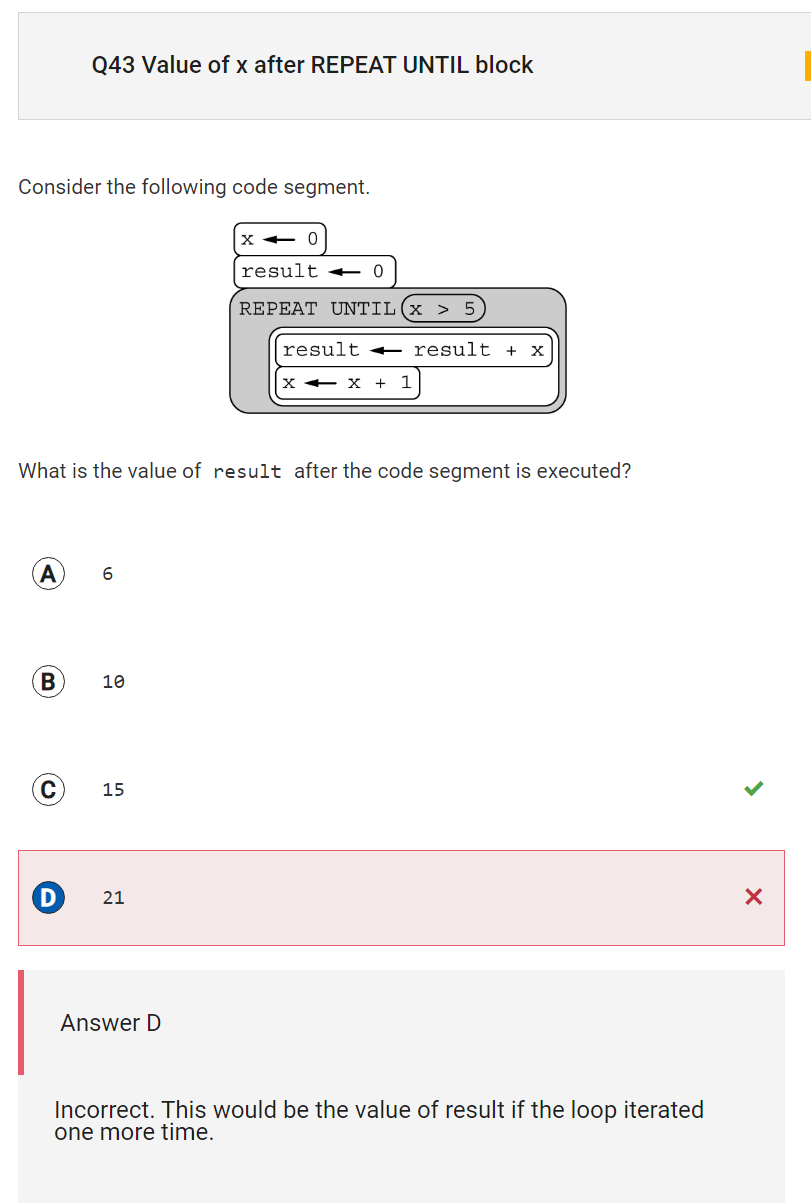 Q43 Value of x after REPEAT UNTIL block
Consider the following code segment.
x ← 0
result ← 0
REPEAT UNTIL x > 5
result ← result + x
x ← x + 1
What is the value of result after the code segment is executed?
A 6
B 10
C 15
D 21
Answer D
Incorrect. This would be the value of result if the loop iterated
one more time.